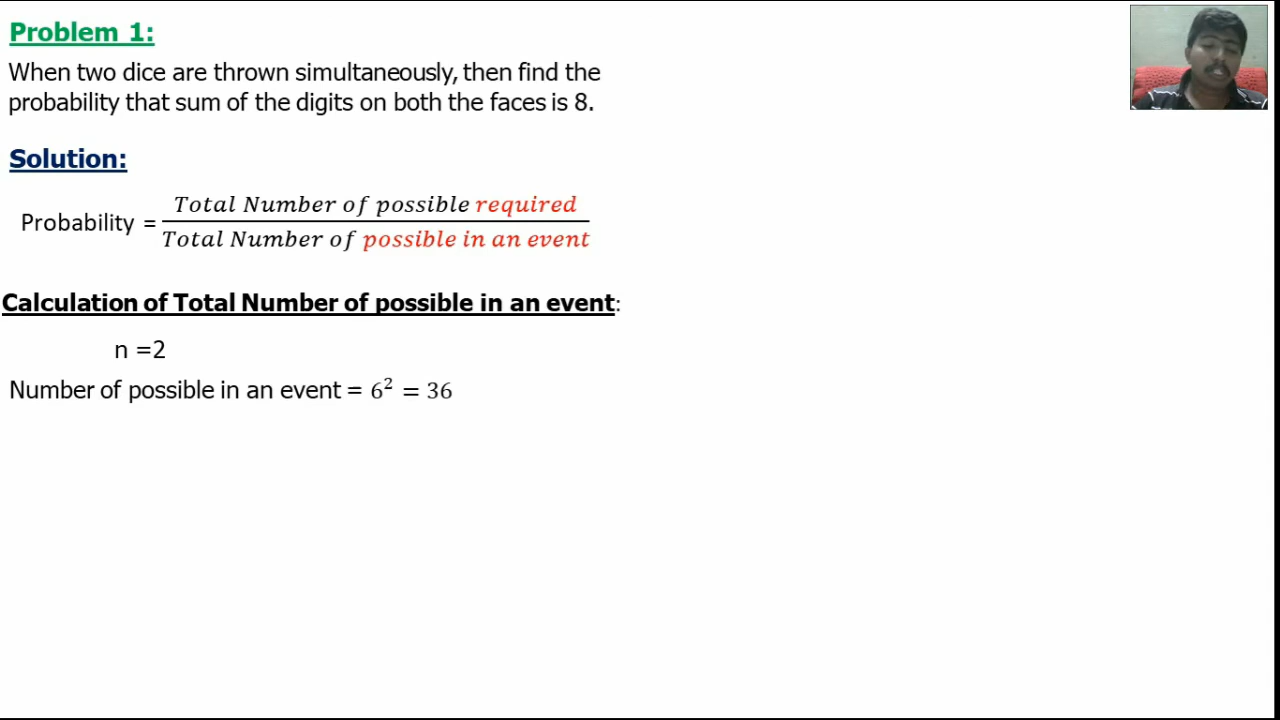 Problem 1:
When two dice are thrown simultaneously, then find the
probability that sum of the digits on both the faces is 8.
Solution:
Probability = Total Number of possible required / Total Number of possible in an event
Calculation of Total Number of possible in an event:
n =2
Number of possible in an event = 6² = 36